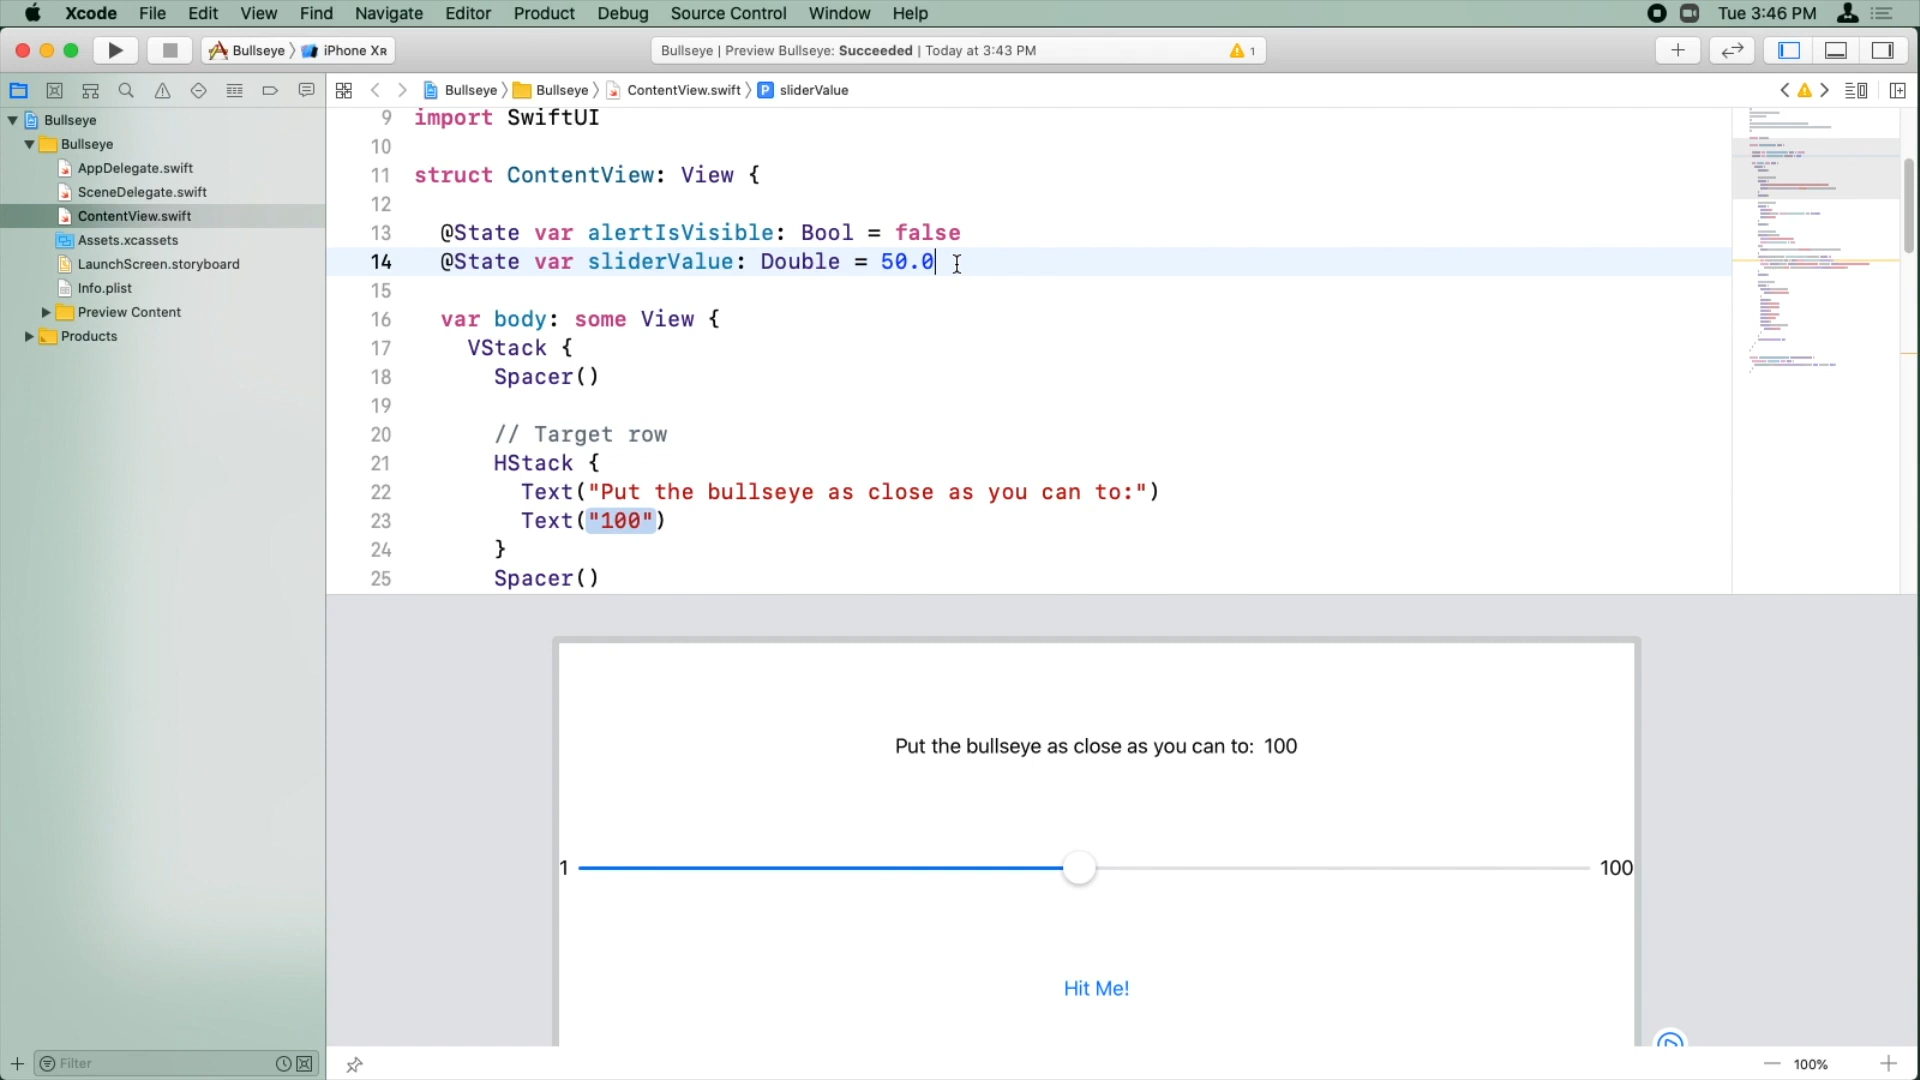 Xcode File Edit View Find Navigate Editor Product Debug Source Control Window Help Tue 3:46 PM
Bullseye iPhone XR Bullseye | Preview Bullseye: Succeeded | Today at 3:43 PM 1
Bullseye Bullseye ContentView.swift P sliderValue
Bullseye
Bullseye
AppDelegate.swift
SceneDelegate.swift
ContentView.swift
Assets.xcassets
LaunchScreen.storyboard
Info.plist
Preview Content
Products
9 import SwiftUI
10
11 struct ContentView: View {
12
13 @State var alertIsVisible: Bool = false
14 @State var sliderValue: Double = 50.0
15
16 var body: some View {
17 VStack {
18 Spacer()
19
20 // Target row
21 HStack {
22 Text("Put the bullseye as close as you can to:")
23 Text("100")
24 }
25 Spacer()
Put the bullseye as close as you can to: 100
1 100
Hit Me!
Filter 100%